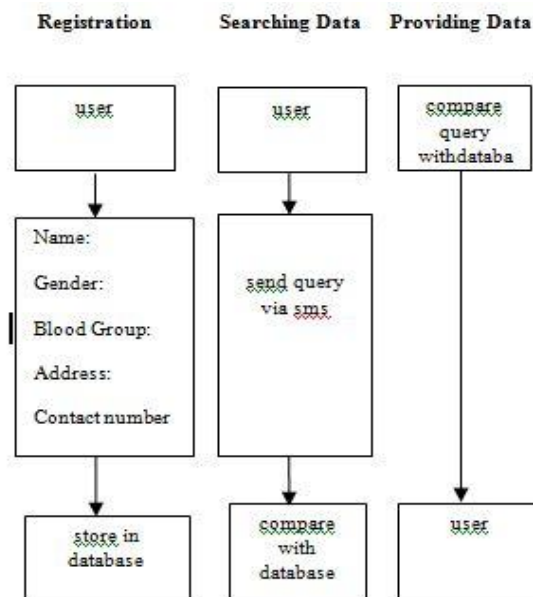 Registration
Searching Data
Providing Data
user
Name:
Gender:
Blood Group:
Address:
Contact number
store in
database
user
send query
via sms
compare
with
database
compare
query
withdataba
user